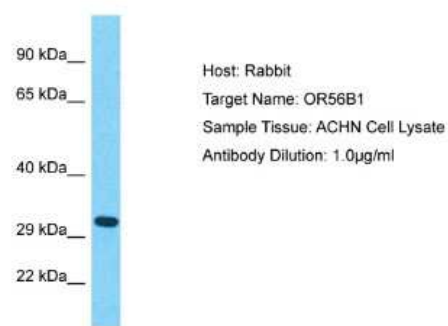 90 kDa
65 kDa
40 kDa
29 kDa
22 kDa
Host: Rabbit
Target Name: OR56B1
Sample Tissue: ACHN Cell Lysate
Antibody Dilution: 1.0μg/ml